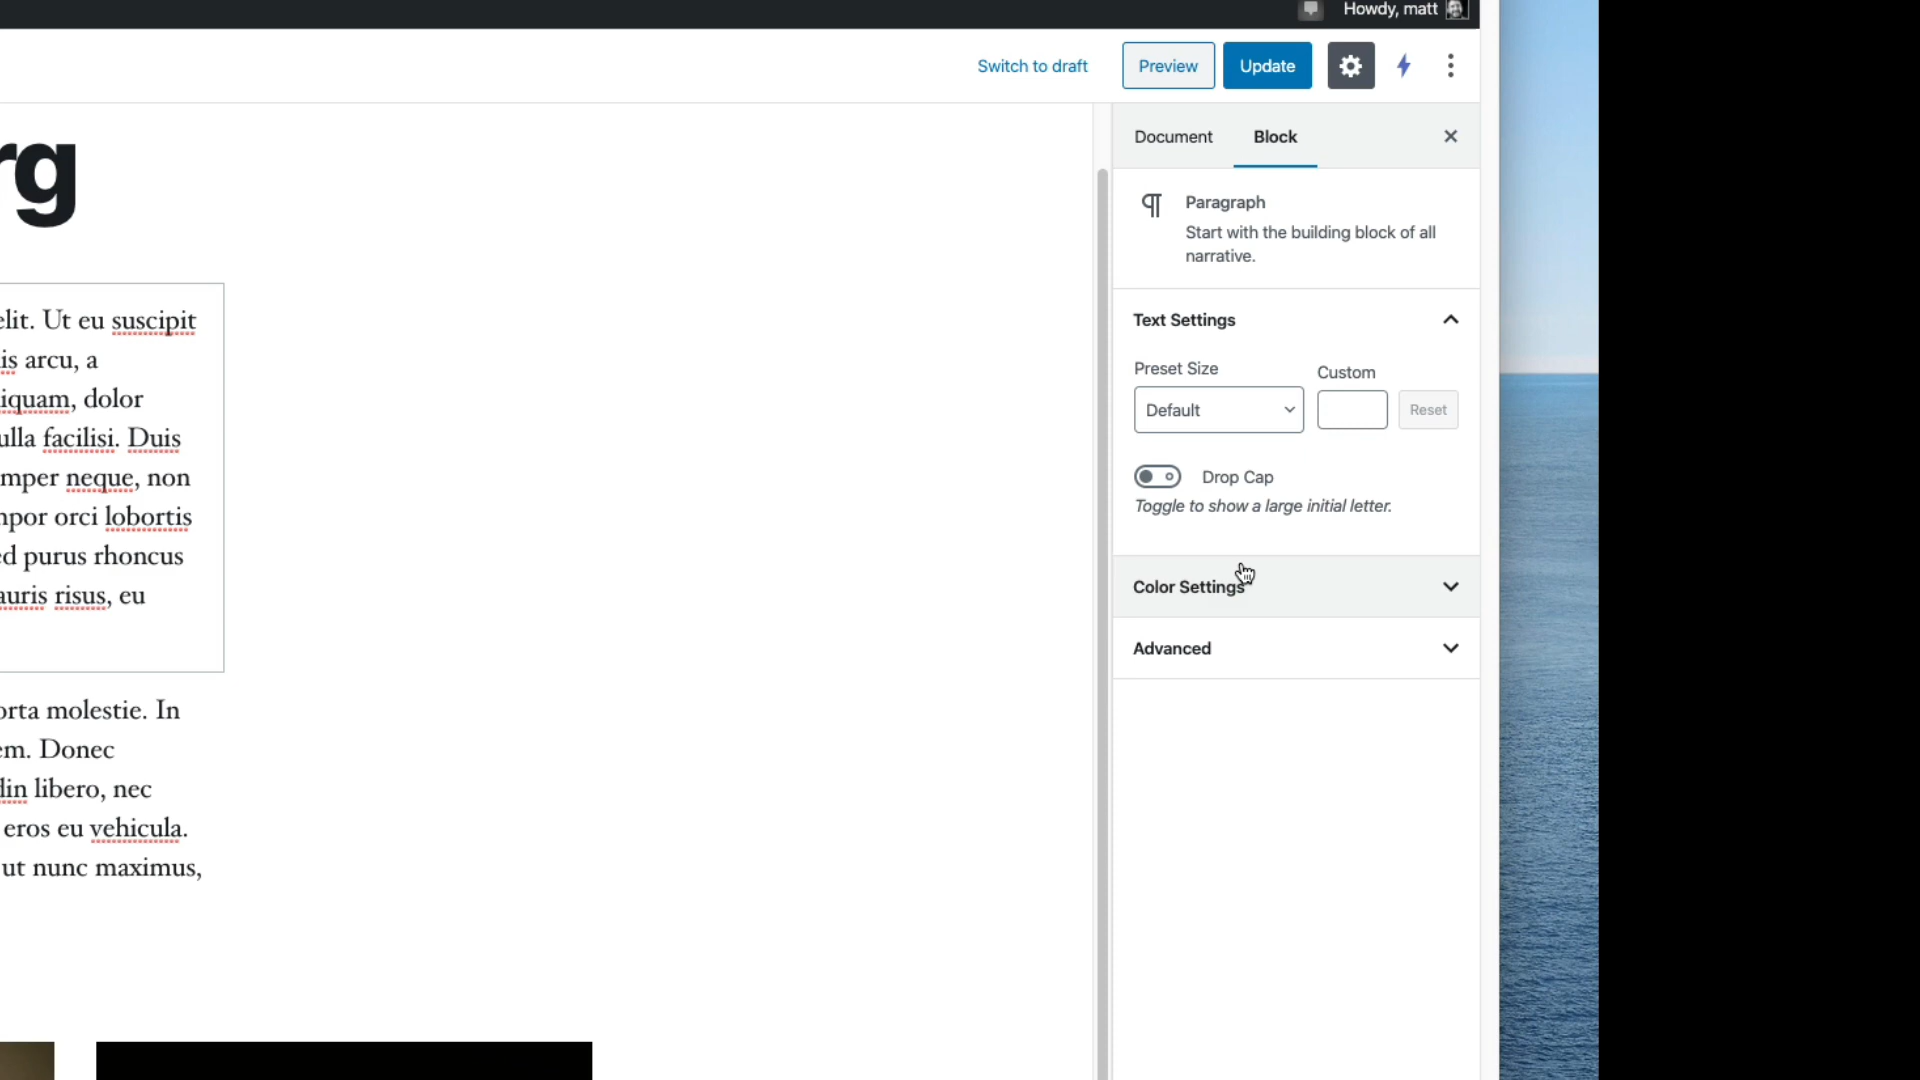 Howdy, matt
Switch to draft
Preview
Update
rg
Document
Block
Paragraph
Start with the building block of all
narrative.
elit. Ut eu suscipit
is arcu, a
iquam, dolor
ulla facilisi. Duis
mper neque, non
npor orci lobortis
ed purus rhoncus
auris risus, eu
orta molestie. In
em. Donec
din libero, nec
eros eu vehicula.
ut nunc maximus,
Text Settings
Preset Size
Custom
Default
Reset
Drop Cap
Toggle to show a large initial letter.
Color Settings
Advanced